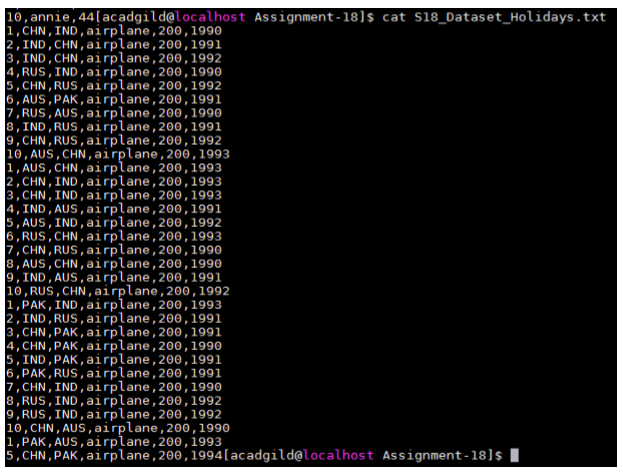 10,annie,44[acadgild@localhost Assignment-18]$ cat S18_Dataset_Holidays.txt
1,CHN,IND,airplane,200,1990
2,IND,CHN,airplane,200,1991
3,IND,CHN,airplane,200,1992
4,RUS,IND,airplane,200,1990
5,CHN,RUS,airplane,200,1992
6,AUS,PAK,airplane,200,1991
7,RUS,AUS,airplane,200,1990
8,IND,RUS,airplane,200,1991
9,CHN,RUS,airplane,200,1992
10,AUS,CHN,airplane,200,1993
1,AUS,CHN,airplane,200,1993
2,CHN,IND,airplane,200,1993
3,CHN,IND,airplane,200,1993
4,IND,AUS,airplane,200,1991
5,AUS,IND,airplane,200,1992
6,RUS,CHN,airplane,200,1993
7,CHN,RUS,airplane,200,1990
8,AUS,CHN,airplane,200,1990
9,IND,AUS,airplane,200,1991
10,RUS,CHN,airplane,200,1992
1,PAK,IND,airplane,200,1993
2,IND,RUS,airplane,200,1991
3,CHN,PAK,airplane,200,1991
4,CHN,PAK,airplane,200,1990
5,IND,PAK,airplane,200,1991
6,PAK,RUS,airplane,200,1991
7,CHN,IND,airplane,200,1990
8,RUS,IND,airplane,200,1992
9,RUS,IND,airplane,200,1992
10,CHN,AUS,airplane,200,1990
1,PAK,AUS,airplane,200,1993
5,CHN,PAK,airplane,200,1994[acadgild@localhost Assignment-18]$